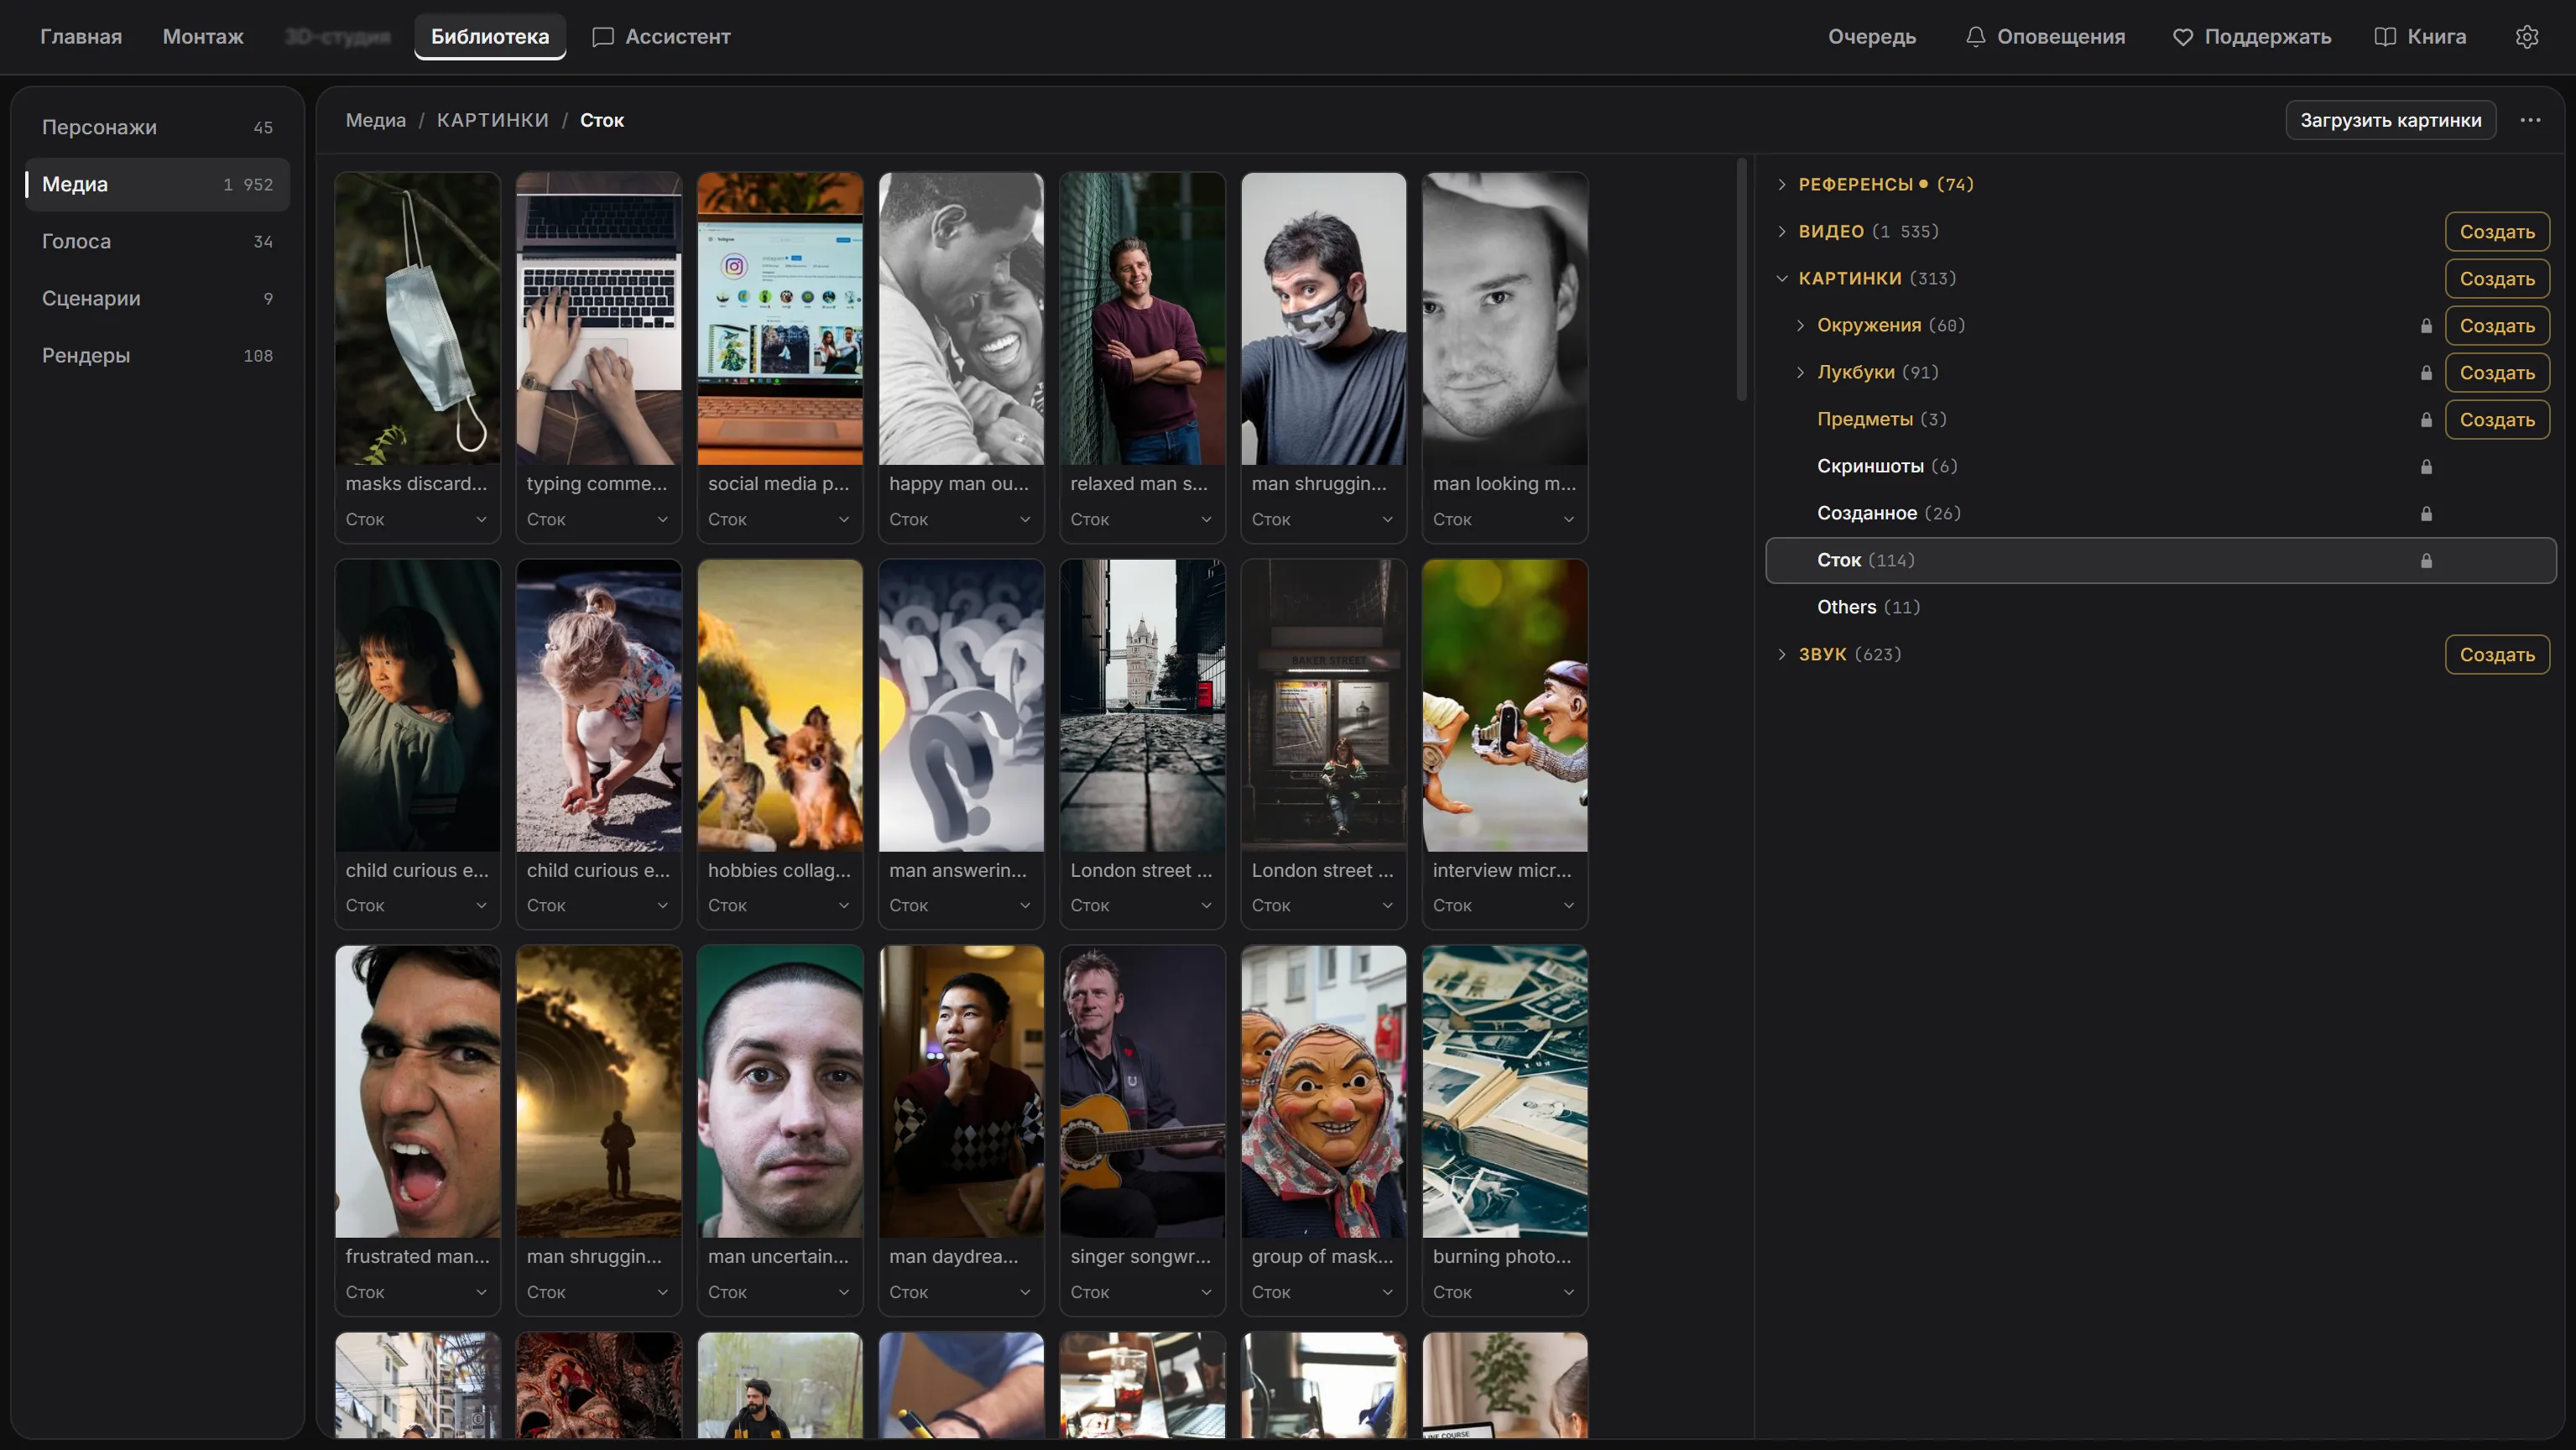 Главная Монтаж 3D-студия Библиотека Ассистент Очередь Оповещения Поддержать Книга
Персонажи 45
Медиа 1 952
Голоса 34
Сценарии 9
Рендеры 108
Медиа / КАРТИНКИ / Сток
Загрузить картинки
masks discard... typing comme... social media p... happy man ou... relaxed man s... man shruggin... man looking m...
Сток Сток Сток Сток Сток Сток Сток
BAKER STREET
child curious e... child curious e... hobbies collag... man answerin... London street ... London street ... interview micr...
Сток Сток Сток Сток Сток Сток Сток
frustrated man... man shruggin... man uncertain... man daydrea... singer songwr... group of mask... burning photo...
Сток Сток Сток Сток Сток Сток Сток
РЕФЕРЕНСЫ • (74)
ВИДЕО (1 535) Создать
КАРТИНКИ (313) Создать
Окружения (60) Создать
Лукбуки (91) Создать
Предметы (3) Создать
Скриншоты (6)
Созданное (26)
Сток (114)
Others (11)
ЗВУК (623) Создать